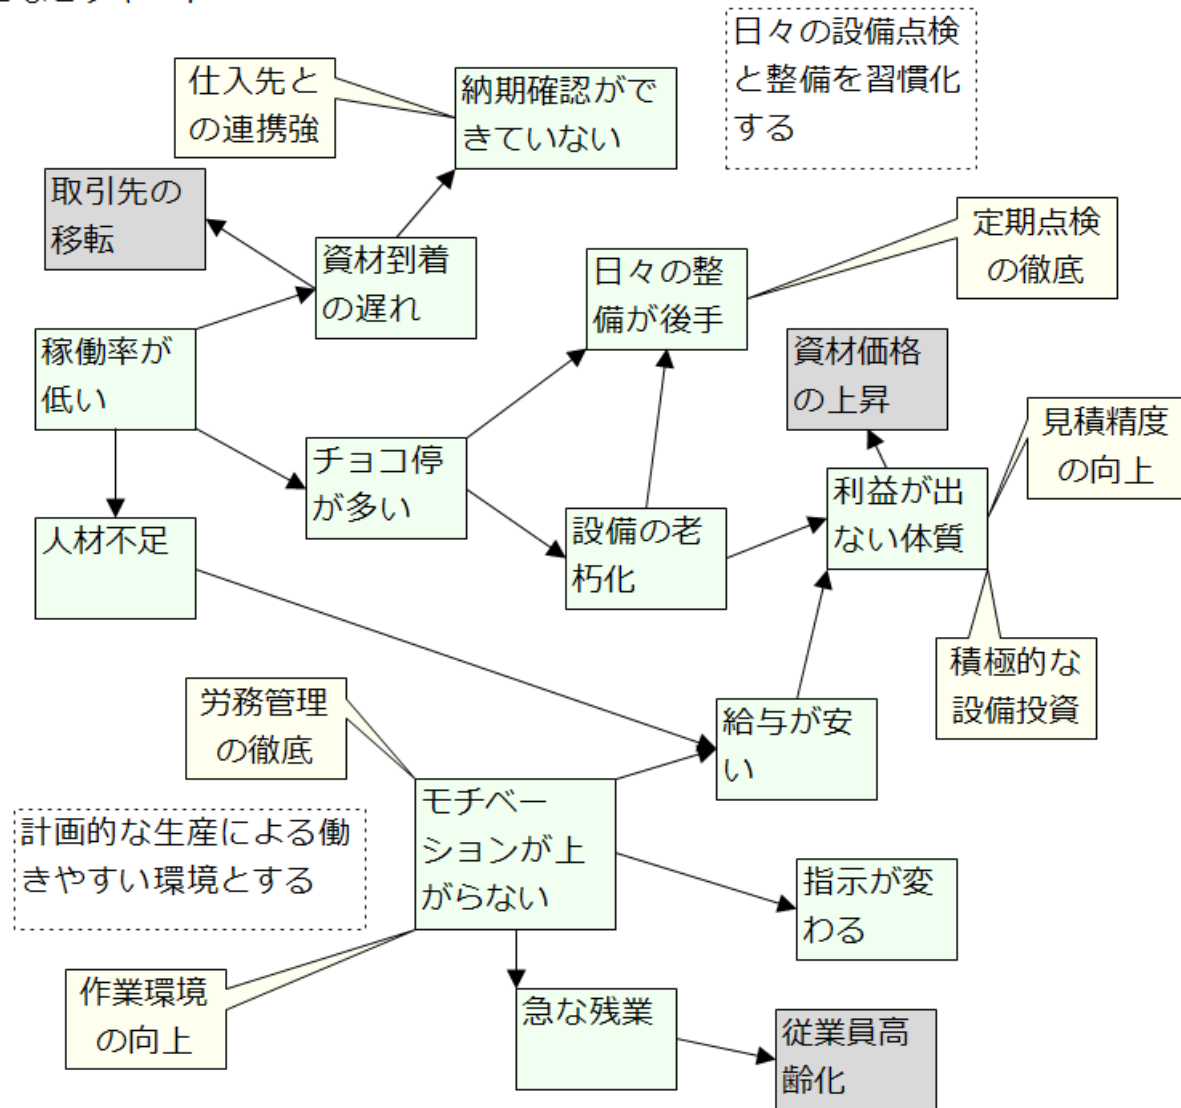 日々の設備点検
と整備を習慣化
する
仕入先と
の連携強
納期確認がで
きていない
取引先の
移転
資材到着
の遅れ
日々の整
備が後手
定期点検
の徹底
稼働率が
低い
資材価格
の上昇
チョコ停
が多い
見積精度
の向上
利益が出
ない体質
人材不足
設備の老
朽化
積極的な
設備投資
労務管理
の徹底
給与が安
い
モチベー
ションが上
がらない
計画的な生産による働
きやすい環境とする
指示が変
わる
作業環境
の向上
急な残業
従業員高
齢化